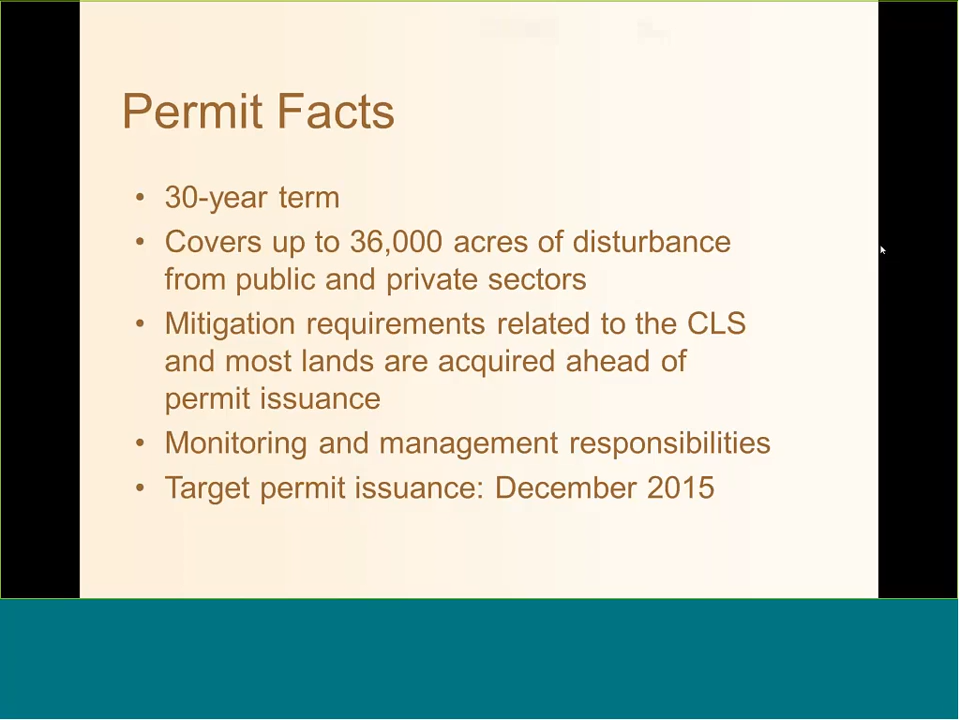 Permit Facts
• 30-year term
• Covers up to 36,000 acres of disturbance
from public and private sectors
• Mitigation requirements related to the CLS
and most lands are acquired ahead of
permit issuance
• Monitoring and management responsibilities
• Target permit issuance: December 2015